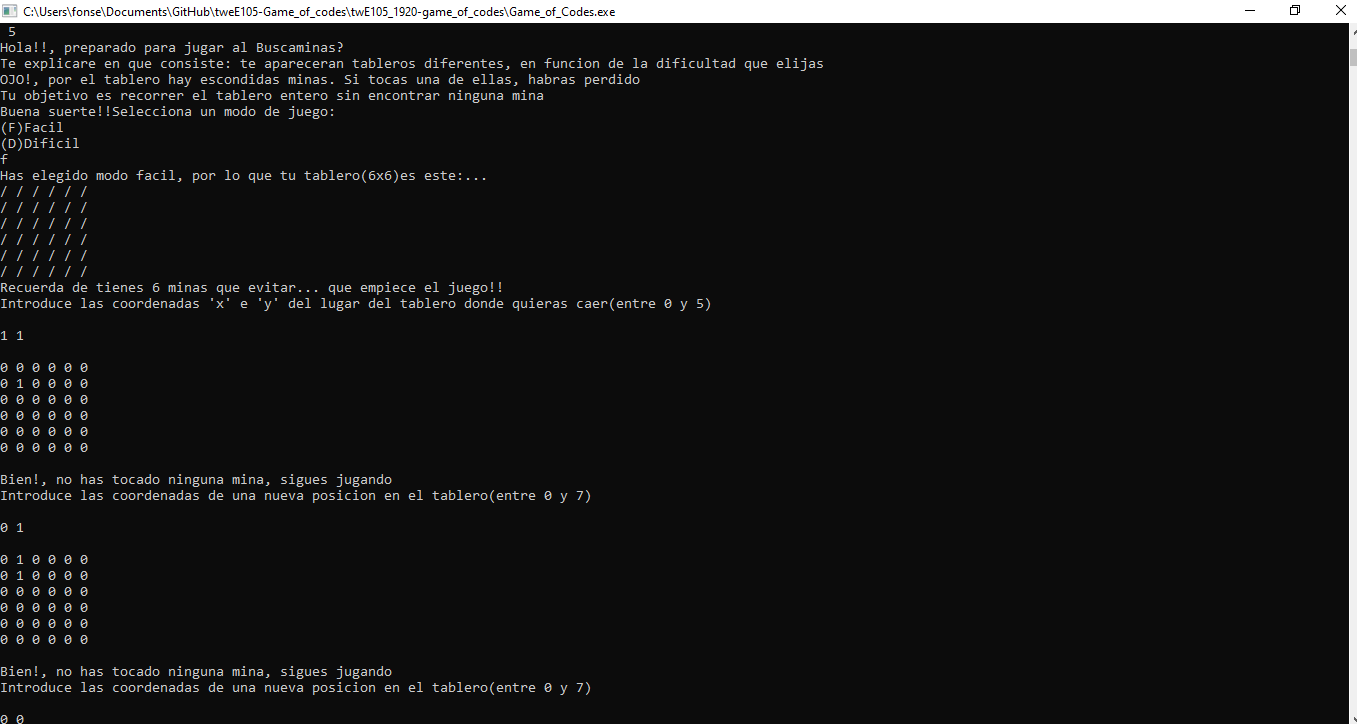 C:\Users\fonse\Documents\GitHub\tweE105-Game_of_codes\twE105_1920-game_of_codes\Game_of_Codes.exe
5
Hola!!, preparado para jugar al Buscaminas?
Te explicare en que consiste: te apareceran tableros diferentes, en funcion de la dificultad que elijas
OJO!, por el tablero hay escondidas minas. Si tocas una de ellas, habras perdido
Tu objetivo es recorrer el tablero entero sin encontrar ninguna mina
Buena suerte!!Selecciona un modo de juego:
(F)Facil
(D)Dificil
f
Has elegido modo facil, por lo que tu tablero(6x6)es este:...
/ / / / / /
/ / / / / /
/ / / / / /
/ / / / / /
/ / / / / /
/ / / / / /
Recuerda de tienes 6 minas que evitar... que empiece el juego!!
Introduce las coordenadas 'x' e 'y' del lugar del tablero donde quieras caer(entre 0 y 5)
1 1
0 0 0 0 0 0
0 1 0 0 0 0
0 0 0 0 0 0
0 0 0 0 0 0
0 0 0 0 0 0
0 0 0 0 0 0
Bien!, no has tocado ninguna mina, sigues jugando
Introduce las coordenadas de una nueva posicion en el tablero(entre 0 y 7)
0 1
0 1 0 0 0 0
0 1 0 0 0 0
0 0 0 0 0 0
0 0 0 0 0 0
0 0 0 0 0 0
0 0 0 0 0 0
Bien!, no has tocado ninguna mina, sigues jugando
Introduce las coordenadas de una nueva posicion en el tablero(entre 0 y 7)
0 0